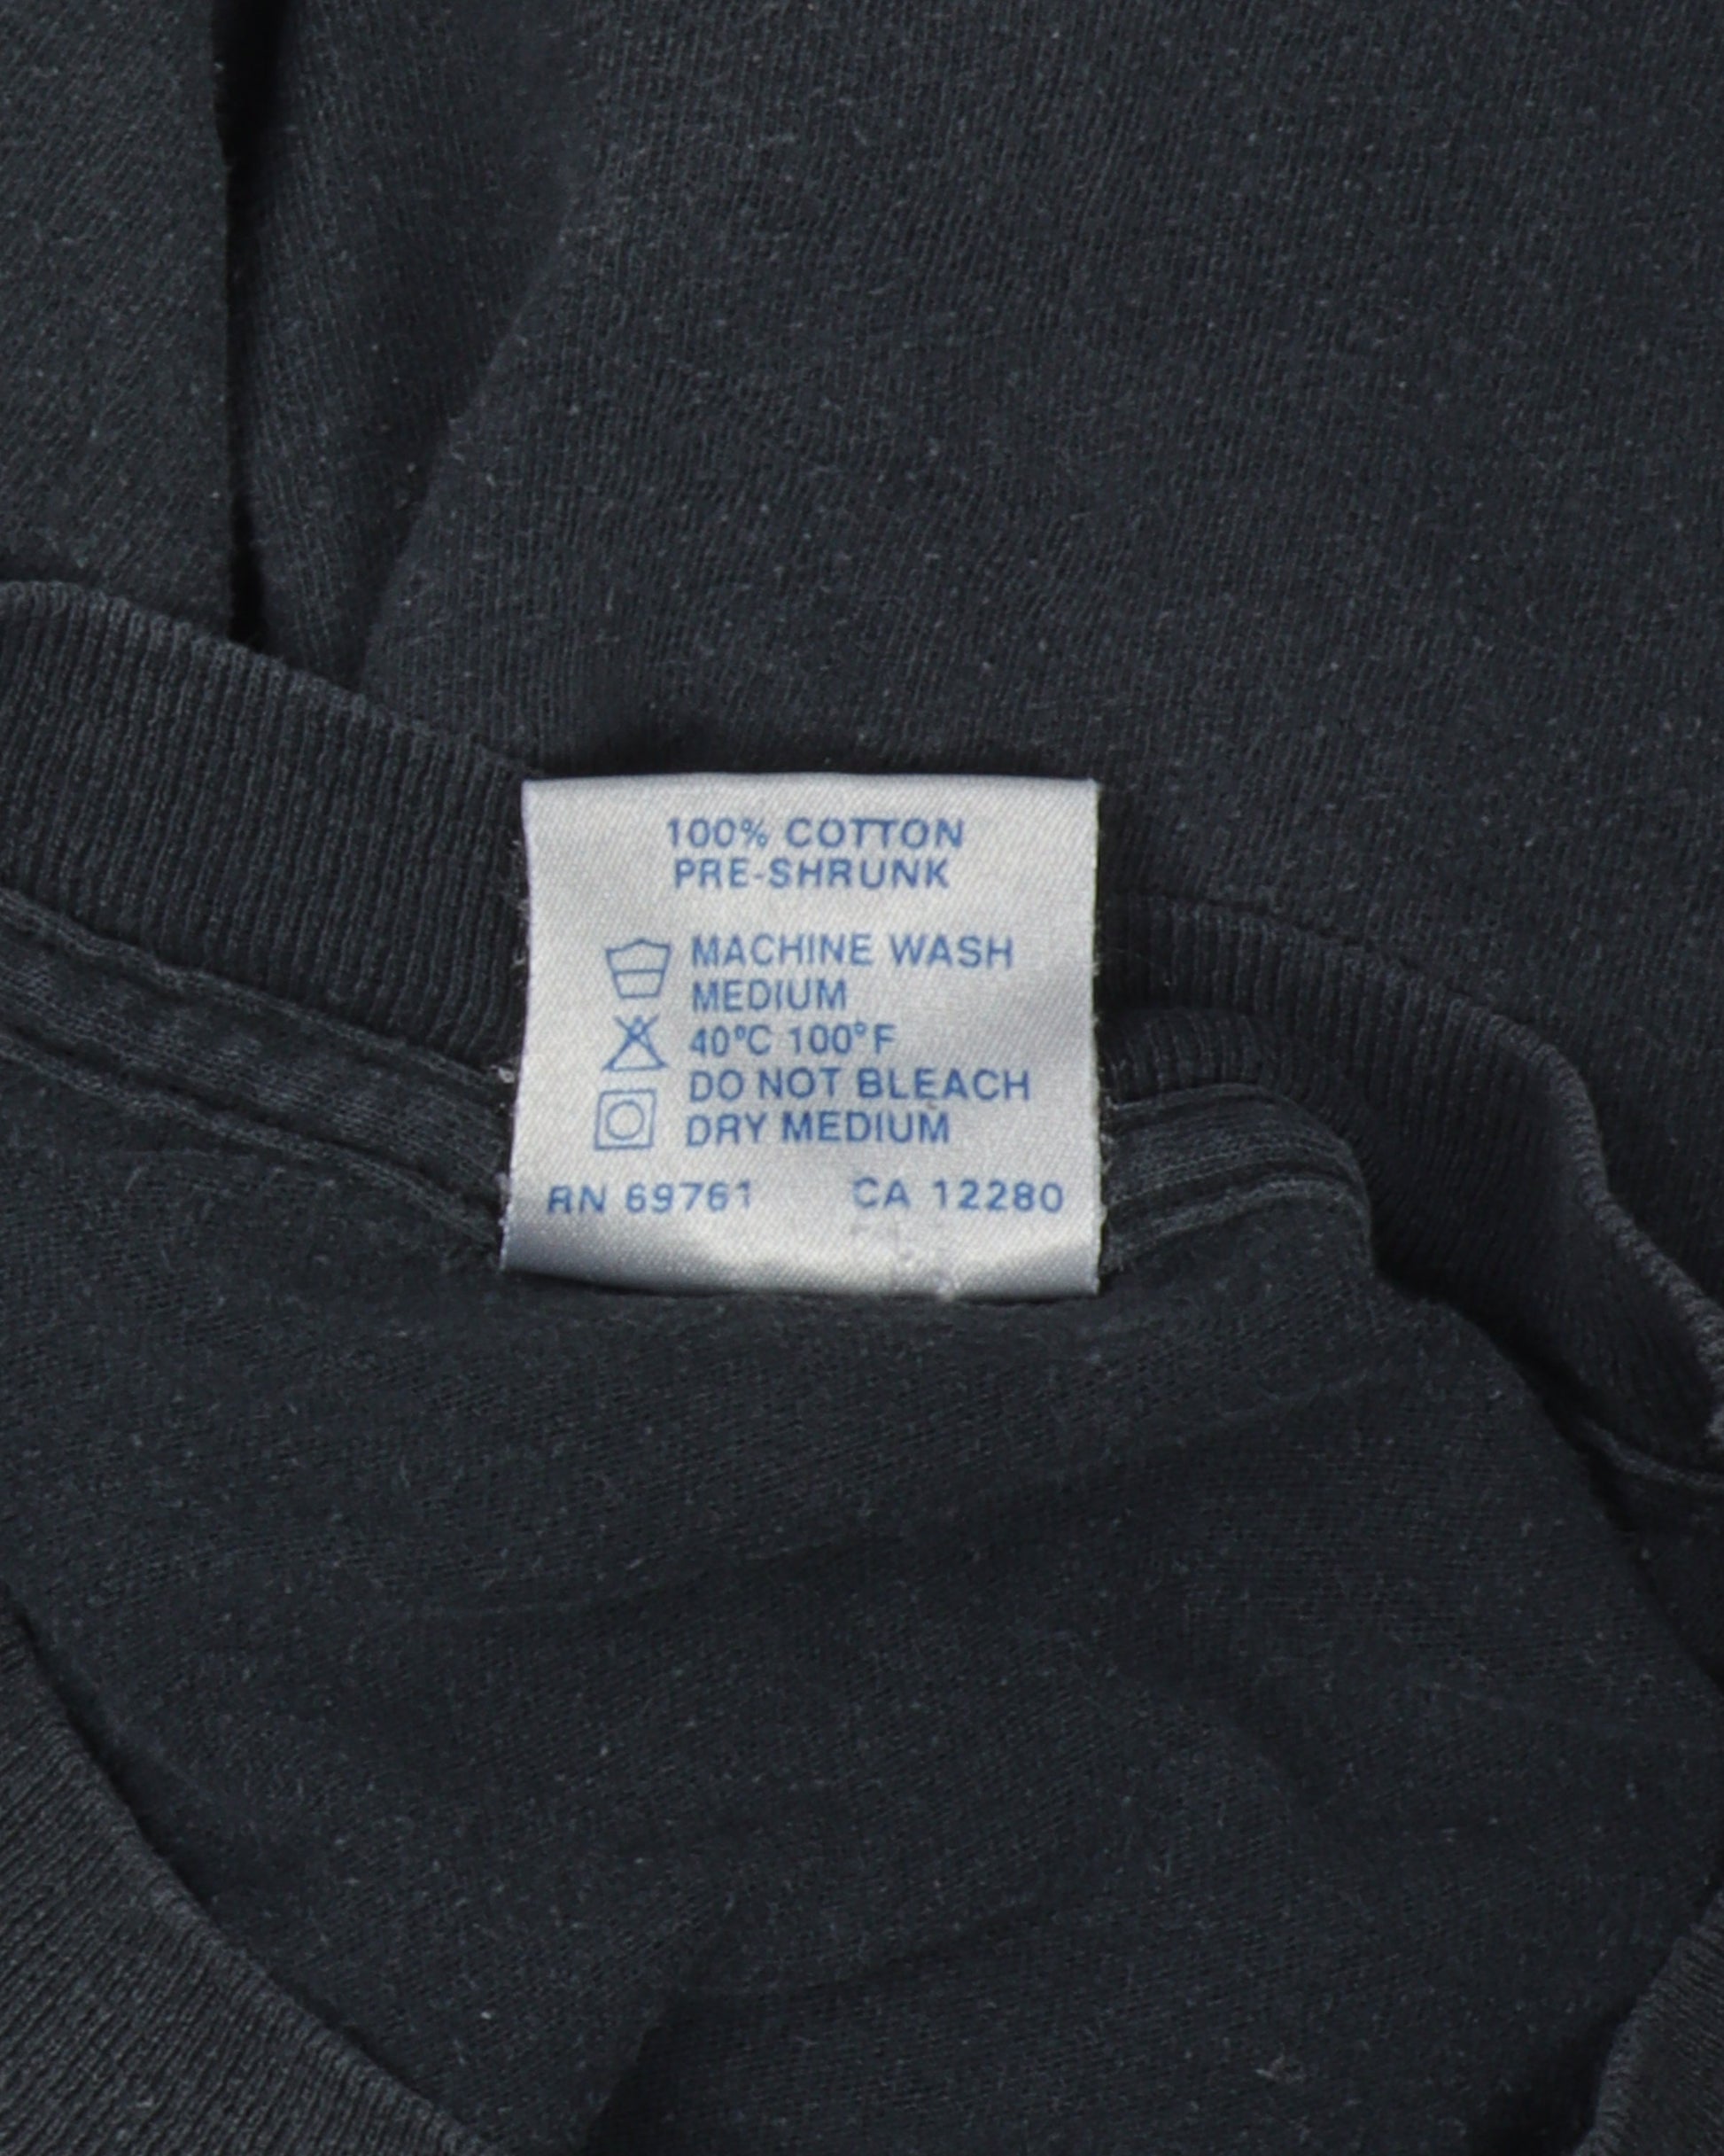 100% COTTON
PRE-SHRUNK
MACHINE WASH
MEDIUM
40°C 100°F
DO NOT BLEACH
DRY MEDIUM
RN 69761 CA 12280